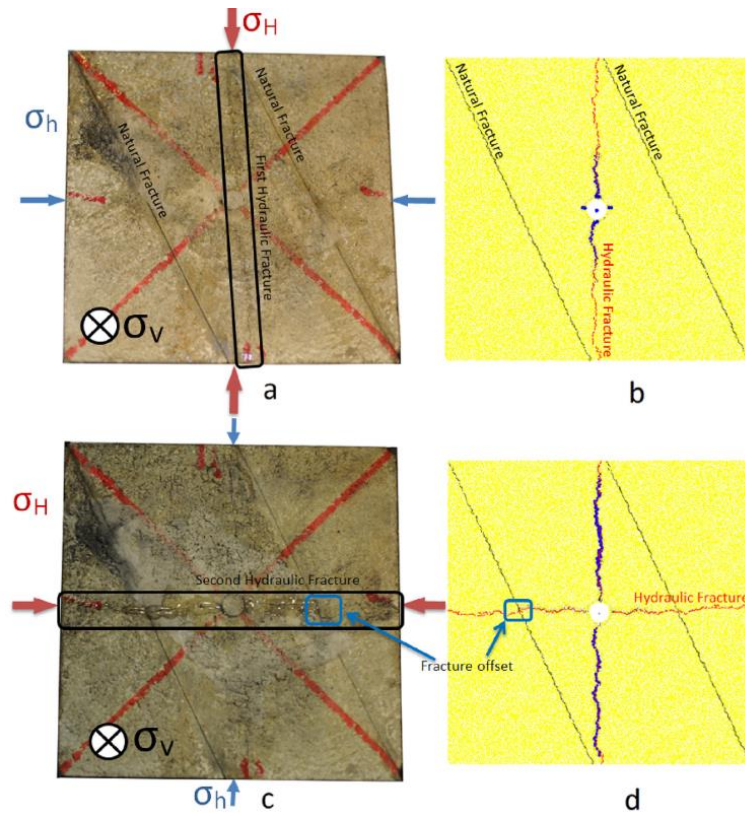 σH
σh
Natural Fracture
Natural Fracture
First Hydraulic Fracture
σv
a
Natural Fracture
Natural Fracture
Hydraulic Fracture
b
σH
Second Hydraulic Fracture
Fracture offset
σv
σh
c
Hydraulic Fracture
d